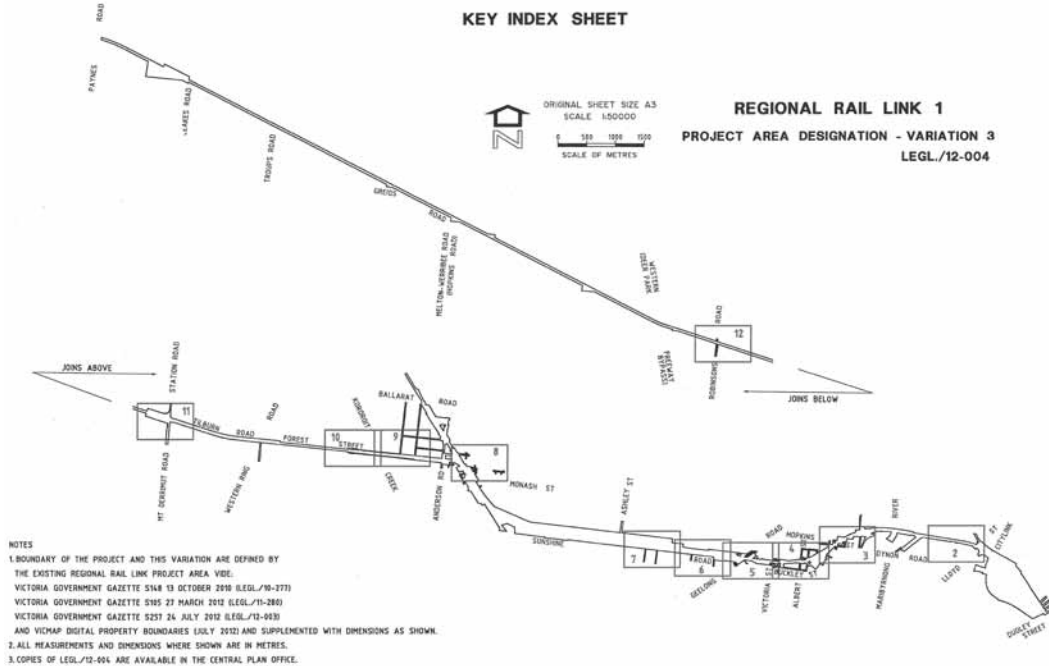 KEY INDEX SHEET
ROAD
PAYNES
LEAKES ROAD
TROUPS ROAD
GREIGS
ROAD
MELTON-WERRIBEE ROAD
(HOPKINS ROAD)
N
ORIGINAL SHEET SIZE A3
SCALE 1:50000
0 500 1000 1500
SCALE OF METRES
REGIONAL RAIL LINK 1
PROJECT AREA DESIGNATION - VARIATION 3
LEGL./12-004
WESTERN
(DEER PARK
FREEWAY
BYPASS)
ROBINSONS
ROAD
12
JOINS ABOVE
JOINS BELOW
STATION ROAD
11
MT DERRIMUT ROAD
TILBURN
ROAD
WESTERN RING
ROAD
FOREST
STREET
10
KOROROIT
CREEK
9
BALLARAT
ROAD
ANDERSON RD
8
MONASH ST
SUNSHINE
ASHLEY ST
7
ROAD
6
GEELONG
ROAD
5
VICTORIA ST
HOPKINS
4
BUCKLEY ST
ALBERT
3
RIVER
MARIBYRNONG
DYNON
ROAD
2
LLOYD
ST
CITYLINK
DUDLEY
STREET
NOTES
1. BOUNDARY OF THE PROJECT AND THIS VARIATION ARE DEFINED BY
THE EXISTING REGIONAL RAIL LINK PROJECT AREA VIDE:
VICTORIA GOVERNMENT GAZETTE S148 13 OCTOBER 2010 (LEGL./10-277)
VICTORIA GOVERNMENT GAZETTE S105 27 MARCH 2012 (LEGL./11-280)
VICTORIA GOVERNMENT GAZETTE S257 24 JULY 2012 (LEGL./12-003)
AND VICMAP DIGITAL PROPERTY BOUNDARIES (JULY 2012) AND SUPPLEMENTED WITH DIMENSIONS AS SHOWN.
2. ALL MEASUREMENTS AND DIMENSIONS WHERE SHOWN ARE IN METRES.
3. COPIES OF LEGL./12-004 ARE AVAILABLE IN THE CENTRAL PLAN OFFICE.